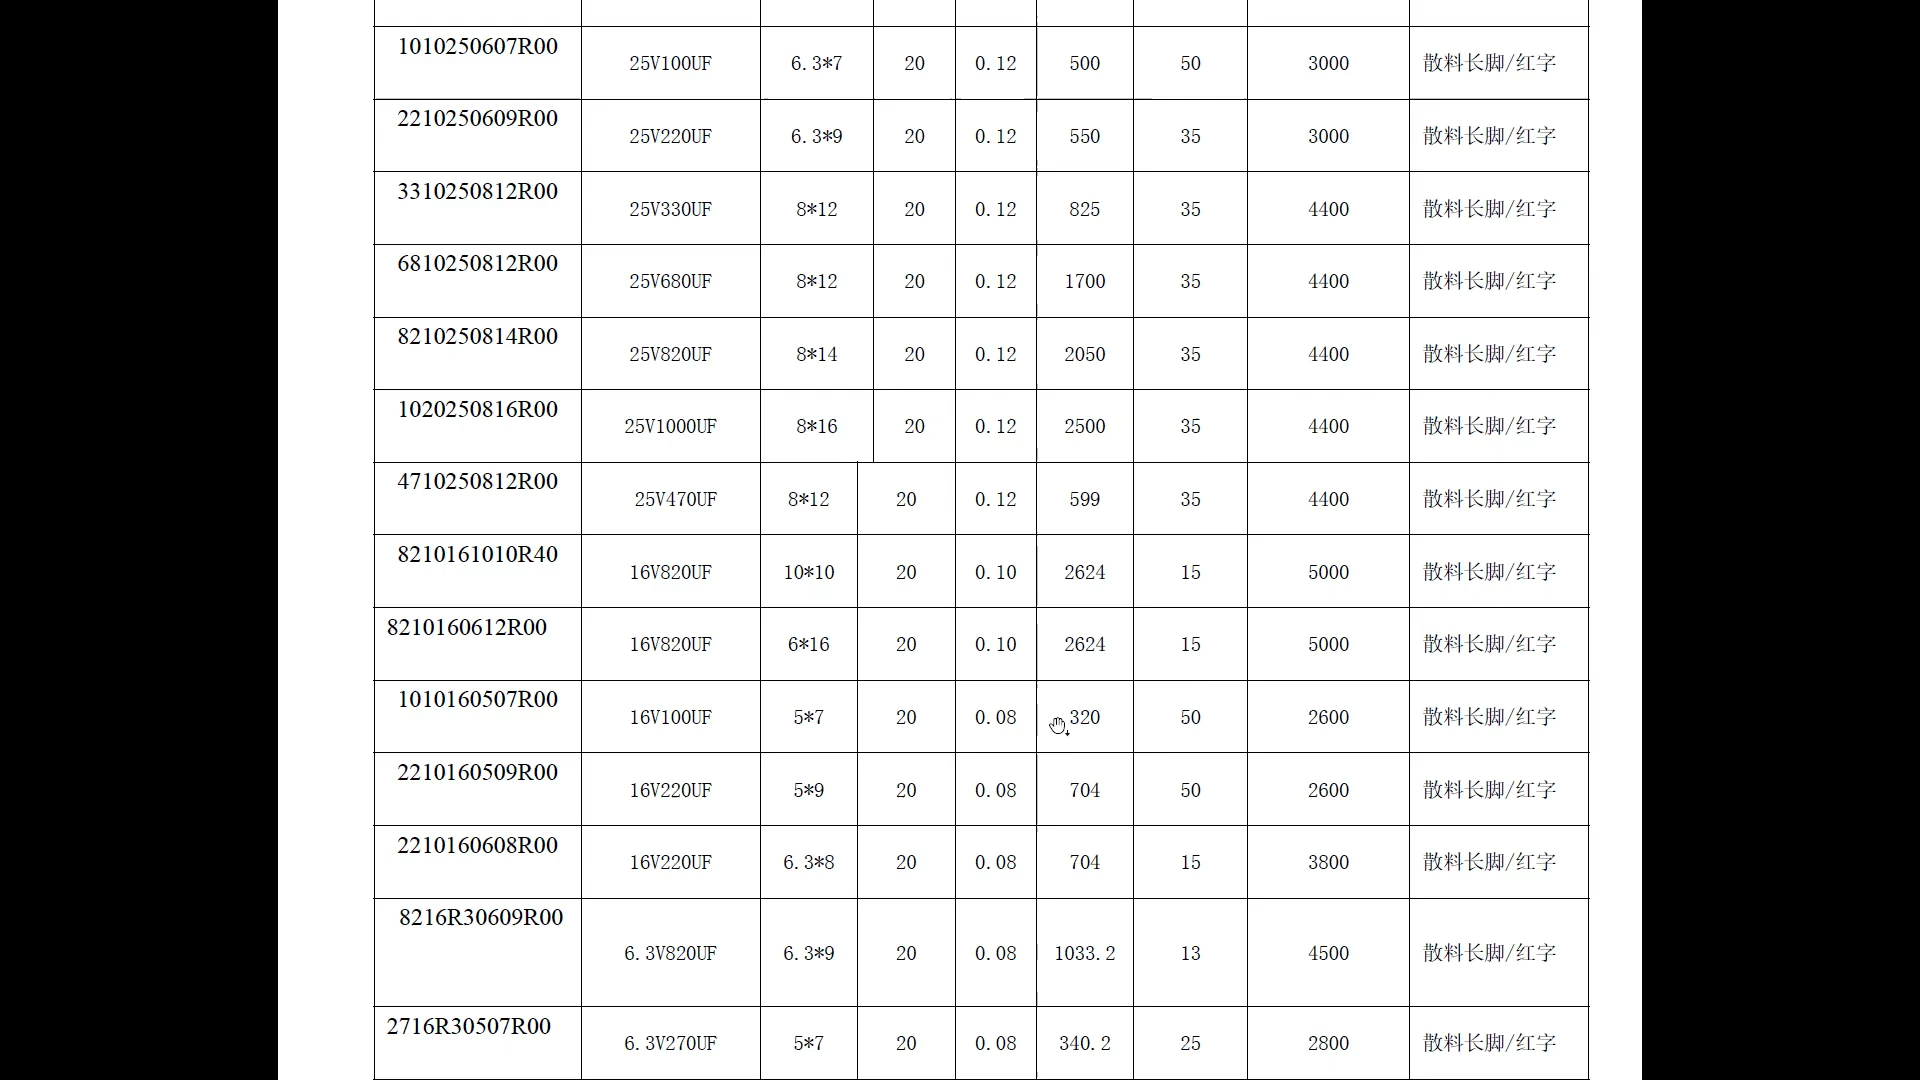 1010250607R00 25V100UF 6.3*7 20 0.12 500 50 3000 散料长脚/红字
2210250609R00 25V220UF 6.3*9 20 0.12 550 35 3000 散料长脚/红字
3310250812R00 25V330UF 8*12 20 0.12 825 35 4400 散料长脚/红字
6810250812R00 25V680UF 8*12 20 0.12 1700 35 4400 散料长脚/红字
8210250814R00 25V820UF 8*14 20 0.12 2050 35 4400 散料长脚/红字
1020250816R00 25V1000UF 8*16 20 0.12 2500 35 4400 散料长脚/红字
4710250812R00 25V470UF 8*12 20 0.12 599 35 4400 散料长脚/红字
8210161010R40 16V820UF 10*10 20 0.10 2624 15 5000 散料长脚/红字
8210160612R00 16V820UF 6*16 20 0.10 2624 15 5000 散料长脚/红字
1010160507R00 16V100UF 5*7 20 0.08 320 50 2600 散料长脚/红字
2210160509R00 16V220UF 5*9 20 0.08 704 50 2600 散料长脚/红字
2210160608R00 16V220UF 6.3*8 20 0.08 704 15 3800 散料长脚/红字
8216R30609R00 6.3V820UF 6.3*9 20 0.08 1033.2 13 4500 散料长脚/红字
2716R30507R00 6.3V270UF 5*7 20 0.08 340.2 25 2800 散料长脚/红字